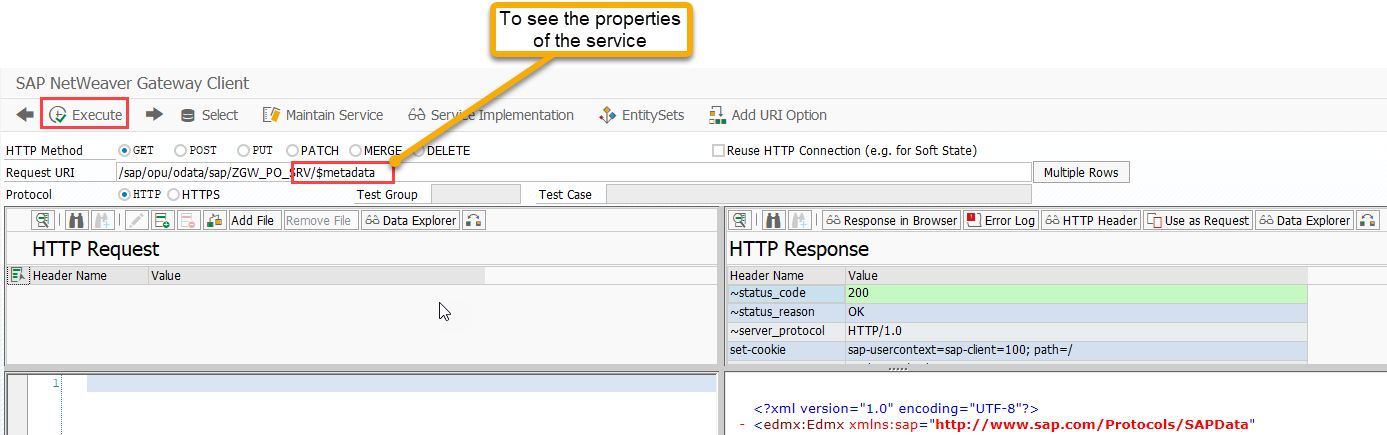 To see the properties
of the service
SAP NetWeaver Gateway Client
Execute Select Maintain Service Service Implementation EntitySets Add URI Option
HTTP Method GET POST PUT PATCH MERGE DELETE Reuse HTTP Connection (e.g. for Soft State)
Request URI /sap/opu/odata/sap/ZGW_PO_SRV/$metadata Multiple Rows
Protocol HTTP HTTPS Test Group Test Case
Add File Remove File Data Explorer Response in Browser Error Log HTTP Header Use as Request Data Explorer
HTTP Request HTTP Response
Header Name Value Header Name Value
~status_code 200
~status_reason OK
~server_protocol HTTP/1.0
set-cookie sap-usercontext=sap-client=100; path=/
1
<?xml version="1.0" encoding="UTF-8"?>
- <edmx:Edmx xmlns:sap="http://www.sap.com/Protocols/SAPData"